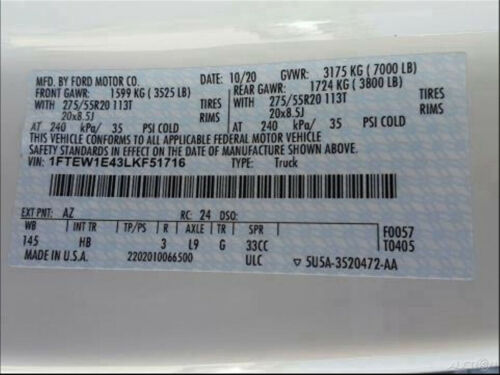 MFD. BY FORD MOTOR CO.
DATE: 10/20 GVWR: 3175 KG (7000 LB)
FRONT GAWR: 1599 KG (3525 LB) REAR GAWR: 1724 KG (3800 LB)
WITH 275/55R20 113T TIRES WITH 275/55R20 113T TIRES
20x8.5J RIMS 20x8.5J RIMS
AT 240 kPa/ 35 PSI COLD AT 240 kPa/ 35 PSI COLD
THIS VEHICLE CONFORMS TO ALL APPLICABLE FEDERAL MOTOR VEHICLE
SAFETY STANDARDS IN EFFECT ON THE DATE OF MANUFACTURE SHOWN ABOVE.
VIN: 1FTEW1E43LKF51716 TYPE: Truck
EXT PNT: AZ RC: 24 DSO: F0057
WB INT TR TP/PS R AXLE TR SPR T0405
145 HB 3 L9 G 33CC
MADE IN U.S.A. 2202010066500 ULC 5U5A-3520472-AA